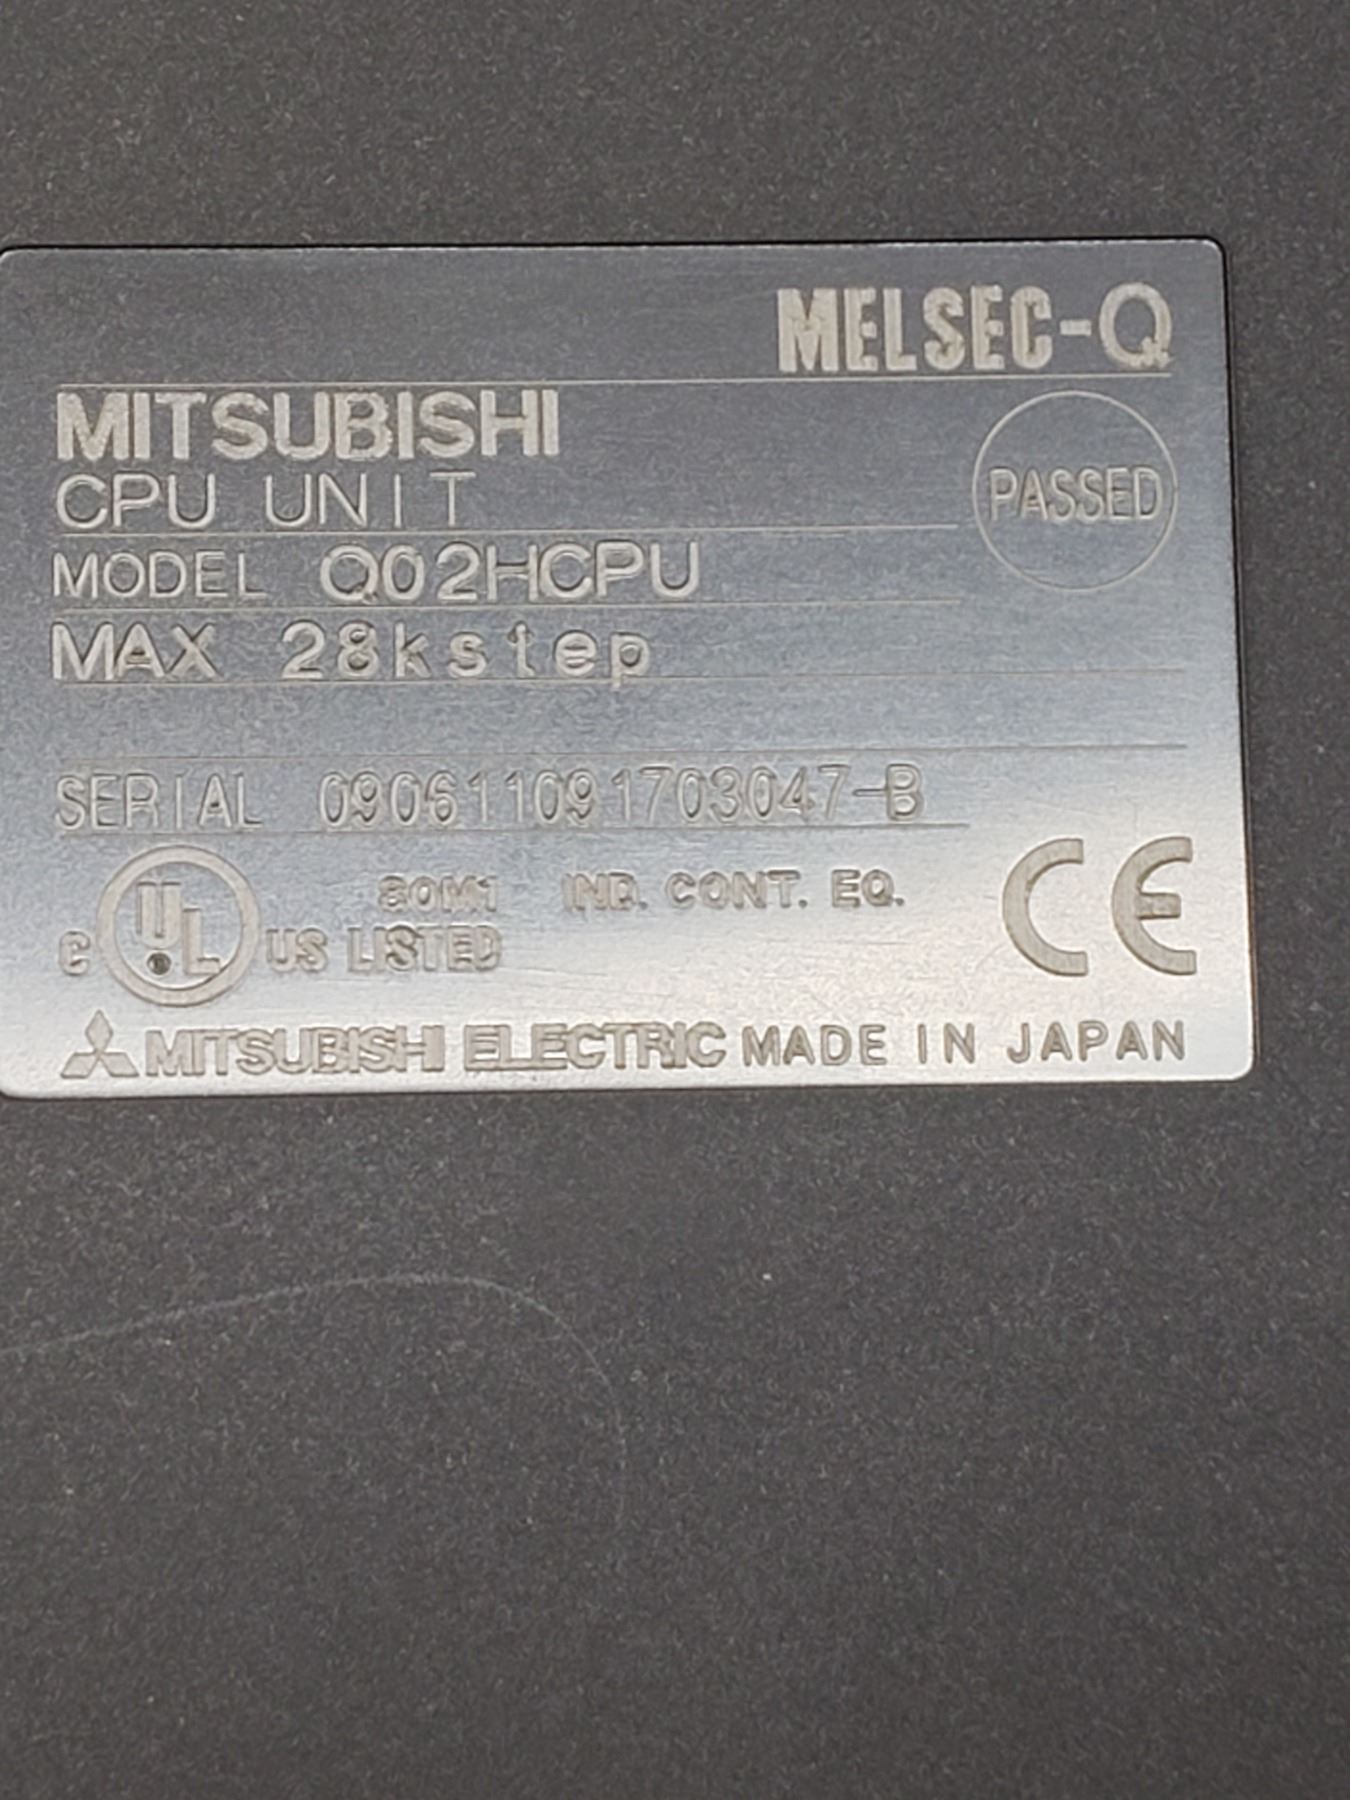 MELSEC-Q
MITSUBISHI
CPU UNIT
PASSED
MODEL Q02HCPU
MAX 28kstep
SERIAL 090611091703047-B
80M1 IND. CONT. EQ.
C UL US LISTED
CE
MITSUBISHI ELECTRIC MADE IN JAPAN